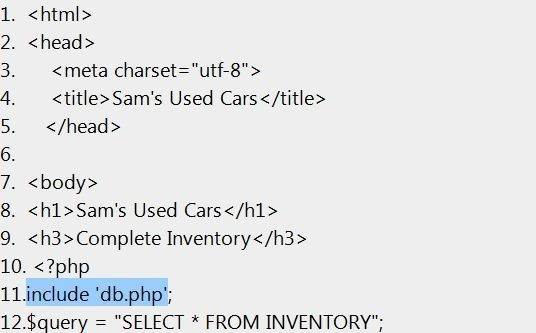 1. <html>
2. <head>
3. <meta charset="utf-8">
4. <title>Sam's Used Cars</title>
5. </head>
6.
7. <body>
8. <h1>Sam's Used Cars</h1>
9. <h3>Complete Inventory</h3>
10. <?php
11.include 'db.php';
12.$query = "SELECT * FROM INVENTORY";